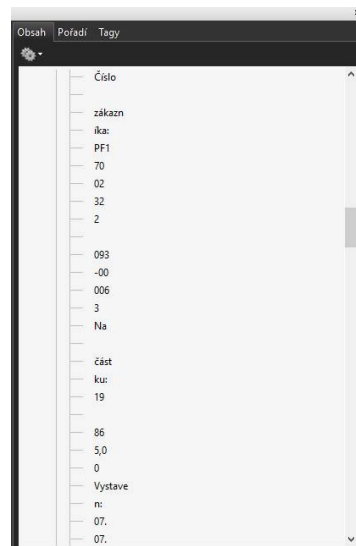 Obsah Pořadí Tagy
Číslo
zákazn
íka:
PF1
70
02
32
2
093
-00
006
3
Na
část
ku:
19
86
5,0
0
Vystave
n:
07.
07.